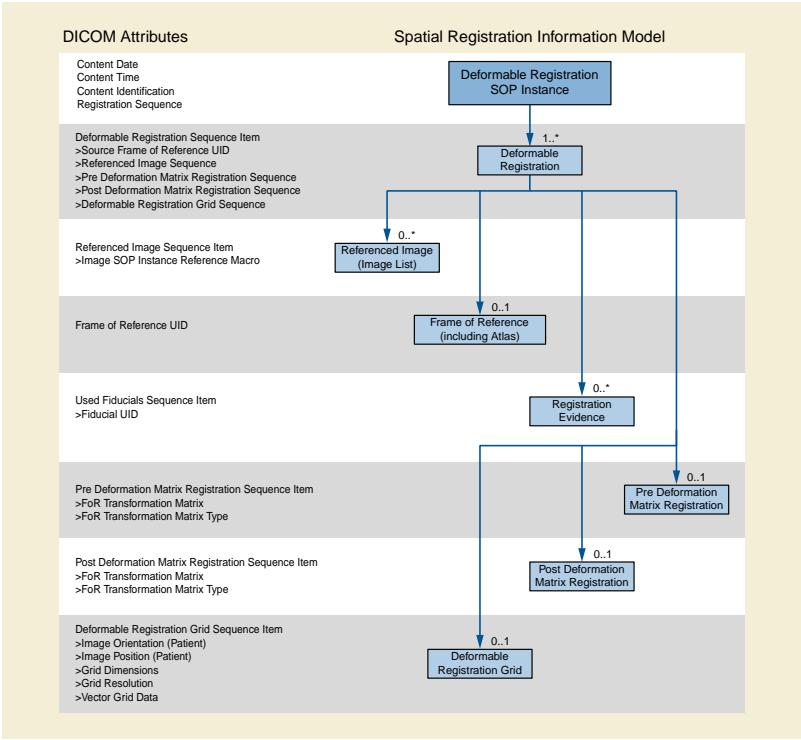 DICOM Attributes
Spatial Registration Information Model
Content Date
Content Time
Content Identification
Registration Sequence
Deformable Registration
SOP Instance
Deformable Registration Sequence Item
>Source Frame of Reference UID
>Referenced Image Sequence
>Pre Deformation Matrix Registration Sequence
>Post Deformation Matrix Registration Sequence
>Deformable Registration Grid Sequence
1..*
Deformable
Registration
Referenced Image Sequence Item
>Image SOP Instance Reference Macro
0..*
Referenced Image
(Image List)
Frame of Reference UID
0..1
Frame of Reference
(including Atlas)
Used Fiducials Sequence Item
>Fiducial UID
0..*
Registration
Evidence
Pre Deformation Matrix Registration Sequence Item
>FoR Transformation Matrix
>FoR Transformation Matrix Type
0..1
Pre Deformation
Matrix Registration
Post Deformation Matrix Registration Sequence Item
>FoR Transformation Matrix
>FoR Transformation Matrix Type
0..1
Post Deformation
Matrix Registration
Deformable Registration Grid Sequence Item
>Image Orientation (Patient)
>Image Position (Patient)
>Grid Dimensions
>Grid Resolution
>Vector Grid Data
0..1
Deformable
Registration Grid